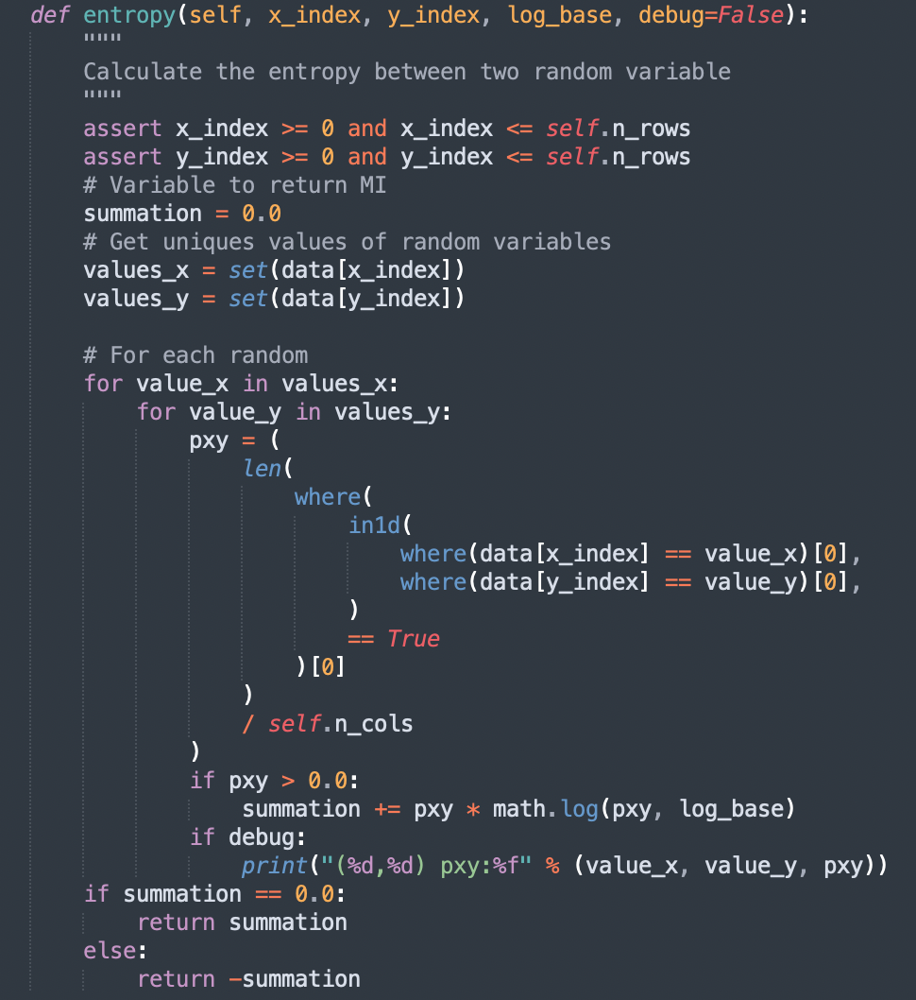 def entropy(self, x_index, y_index, log_base, debug=False):
    """
    Calculate the entropy between two random variable
    """
    assert x_index >= 0 and x_index <= self.n_rows
    assert y_index >= 0 and y_index <= self.n_rows
    # Variable to return MI
    summation = 0.0
    # Get uniques values of random variables
    values_x = set(data[x_index])
    values_y = set(data[y_index])

    # For each random
    for value_x in values_x:
        for value_y in values_y:
            pxy = (
                len(
                    where(
                        in1d(
                            where(data[x_index] == value_x)[0],
                            where(data[y_index] == value_y)[0],
                        )
                        == True
                    )[0]
                )
                / self.n_cols
            )
            if pxy > 0.0:
                summation += pxy * math.log(pxy, log_base)
            if debug:
                print("(%d,%d) pxy:%f" % (value_x, value_y, pxy))
    if summation == 0.0:
        return summation
    else:
        return -summation